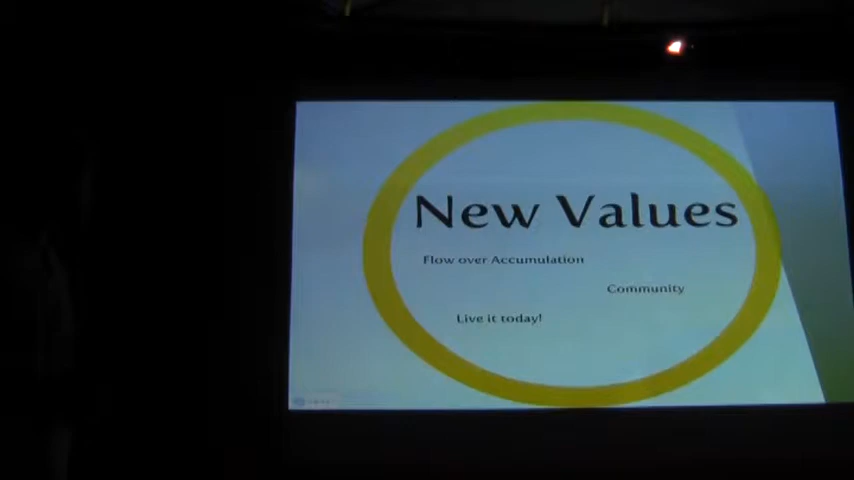 New Values
Flow over Accumulation
Community
Live it today!